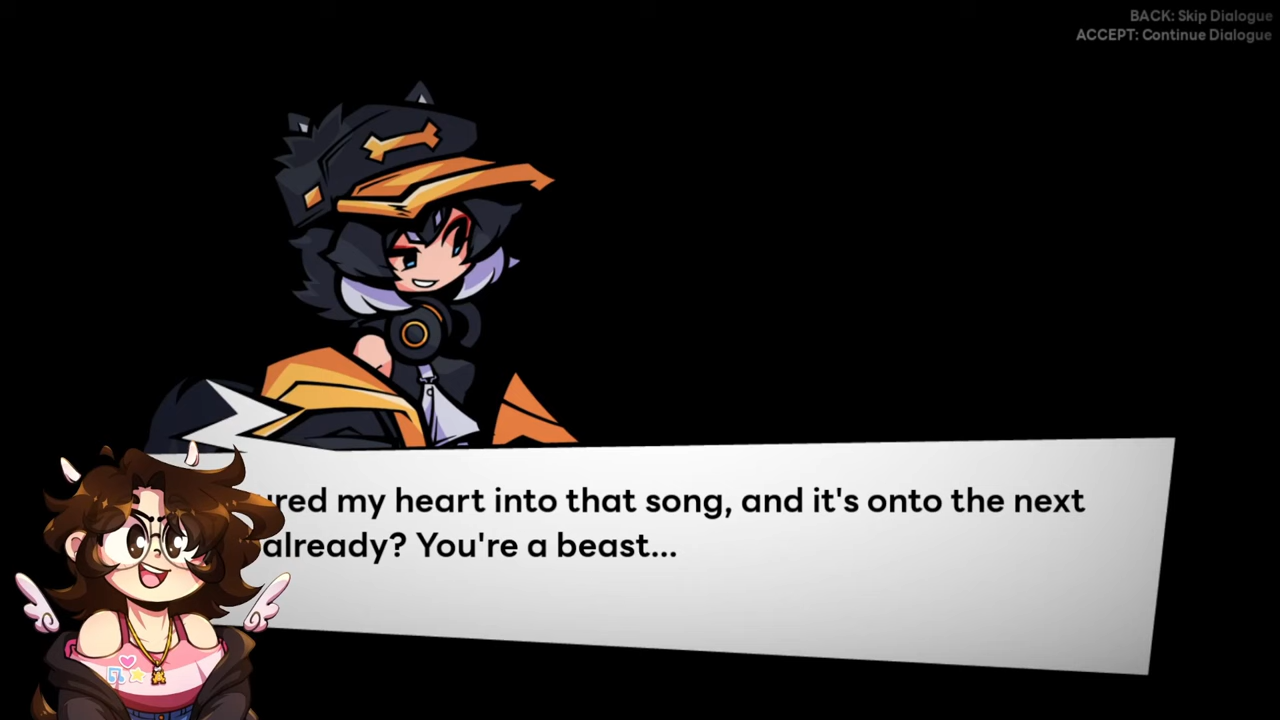 BACK: Skip Dialogue
ACCEPT: Continue Dialogue
my heart into that song, and it's onto the next
already? You're a beast...